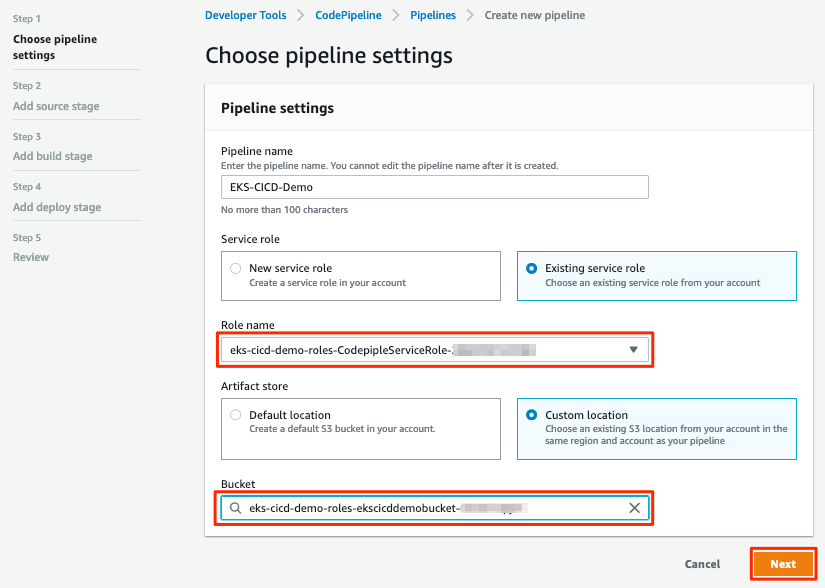 Step 1
Choose pipeline
settings
Step 2
Add source stage
Step 3
Add build stage
Step 4
Add deploy stage
Step 5
Review
Developer Tools > CodePipeline > Pipelines > Create new pipeline
Choose pipeline settings
Pipeline settings
Pipeline name
Enter the pipeline name. You cannot edit the pipeline name after it is created.
EKS-CICD-Demo
No more than 100 characters
Service role
New service role
Create a service role in your account
Existing service role
Choose an existing service role from your account
Role name
eks-cicd-demo-roles-CodepipleServiceRole-
Artifact store
Default location
Create a default S3 bucket in your account.
Custom location
Choose an existing S3 location from your account in the
same region and account as your pipeline
Bucket
eks-cicd-demo-roles-ekscicddemobucket-
Cancel
Next